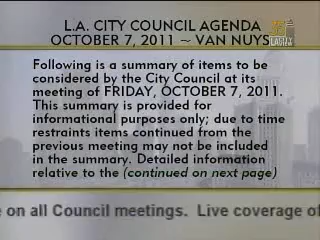 L.A. CITY COUNCIL AGENDA
OCTOBER 7, 2011 ~ VAN NUYS
35
Following is a summary of items to be
considered by the City Council at its
meeting of FRIDAY, OCTOBER 7, 2011.
This summary is provided for
informational purposes only; due to time
restraints items continued from the
previous meeting may not be included
in the summary. Detailed information
relative to the (continued on next page)
on all Council meetings. Live coverage of